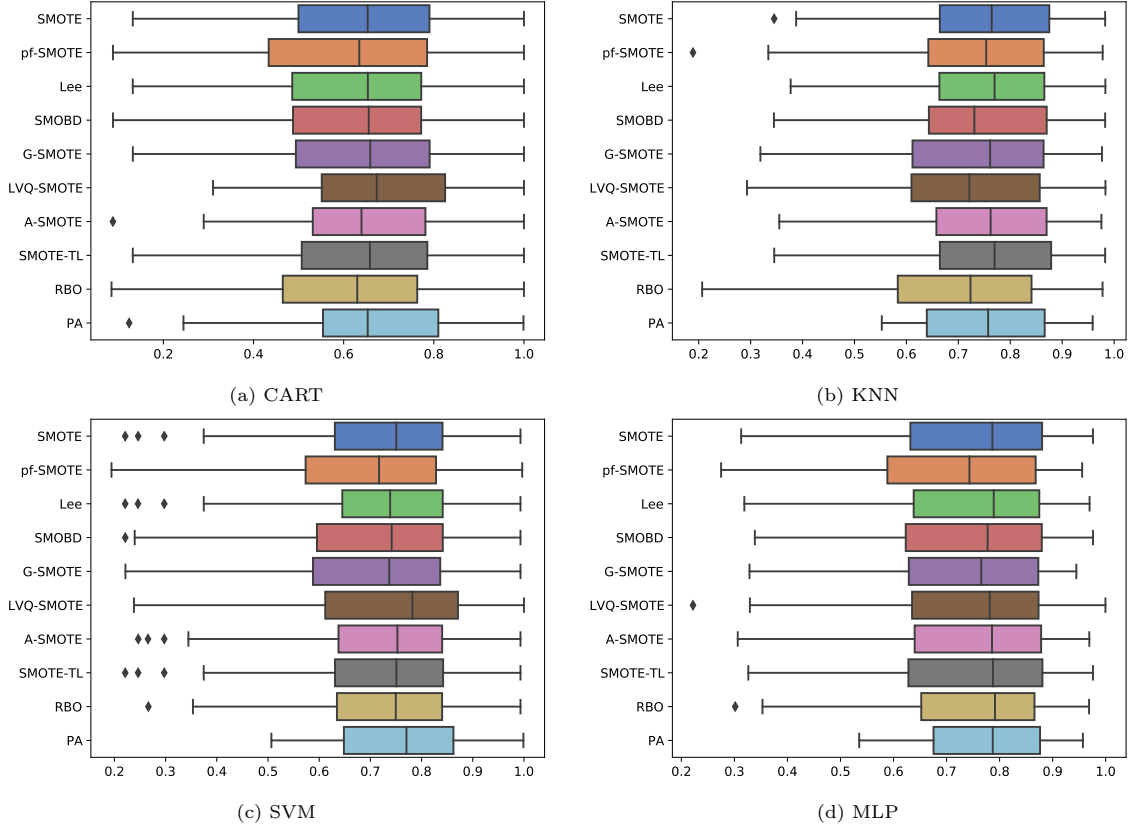 SMOTE
pf-SMOTE
Lee
SMOBD
G-SMOTE
LVQ-SMOTE
A-SMOTE
SMOTE-TL
RBO
PA
0.2 0.4 0.6 0.8 1.0
(a) CART
SMOTE
pf-SMOTE
Lee
SMOBD
G-SMOTE
LVQ-SMOTE
A-SMOTE
SMOTE-TL
RBO
PA
0.2 0.3 0.4 0.5 0.6 0.7 0.8 0.9 1.0
(b) KNN
SMOTE
pf-SMOTE
Lee
SMOBD
G-SMOTE
LVQ-SMOTE
A-SMOTE
SMOTE-TL
RBO
PA
0.2 0.3 0.4 0.5 0.6 0.7 0.8 0.9 1.0
(c) SVM
SMOTE
pf-SMOTE
Lee
SMOBD
G-SMOTE
LVQ-SMOTE
A-SMOTE
SMOTE-TL
RBO
PA
0.2 0.3 0.4 0.5 0.6 0.7 0.8 0.9 1.0
(d) MLP